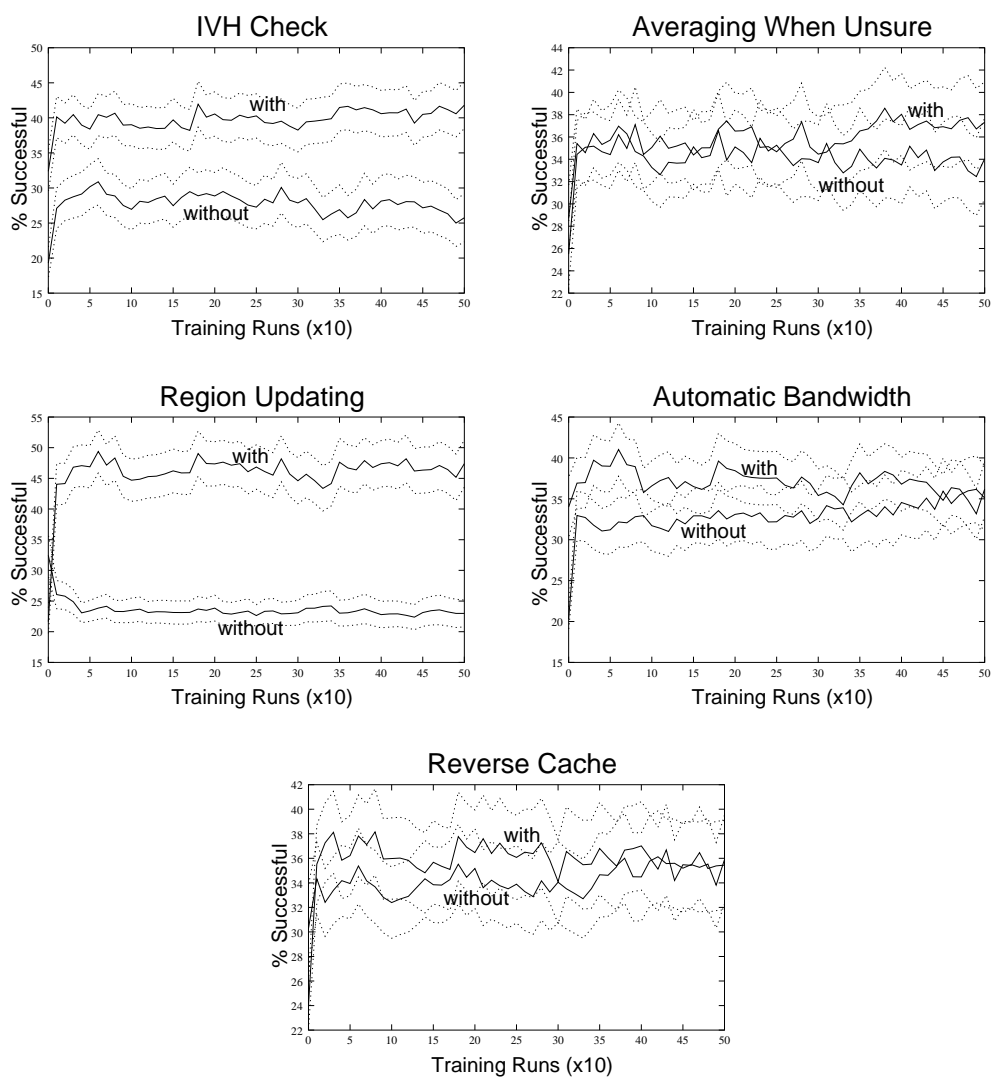 IVH Check
50
45
40
35
30
25
20
15
% Successful
with
without
0 5 10 15 20 25 30 35 40 45 50
Training Runs (x10)
Averaging When Unsure
44
42
40
38
36
34
32
30
28
26
24
22
% Successful
with
without
0 5 10 15 20 25 30 35 40 45 50
Training Runs (x10)
Region Updating
55
50
45
40
35
30
25
20
15
% Successful
with
without
0 5 10 15 20 25 30 35 40 45 50
Training Runs (x10)
Automatic Bandwidth
45
40
35
30
25
20
15
% Successful
with
without
0 5 10 15 20 25 30 35 40 45 50
Training Runs (x10)
Reverse Cache
42
40
38
36
34
32
30
28
26
24
22
% Successful
with
without
0 5 10 15 20 25 30 35 40 45 50
Training Runs (x10)